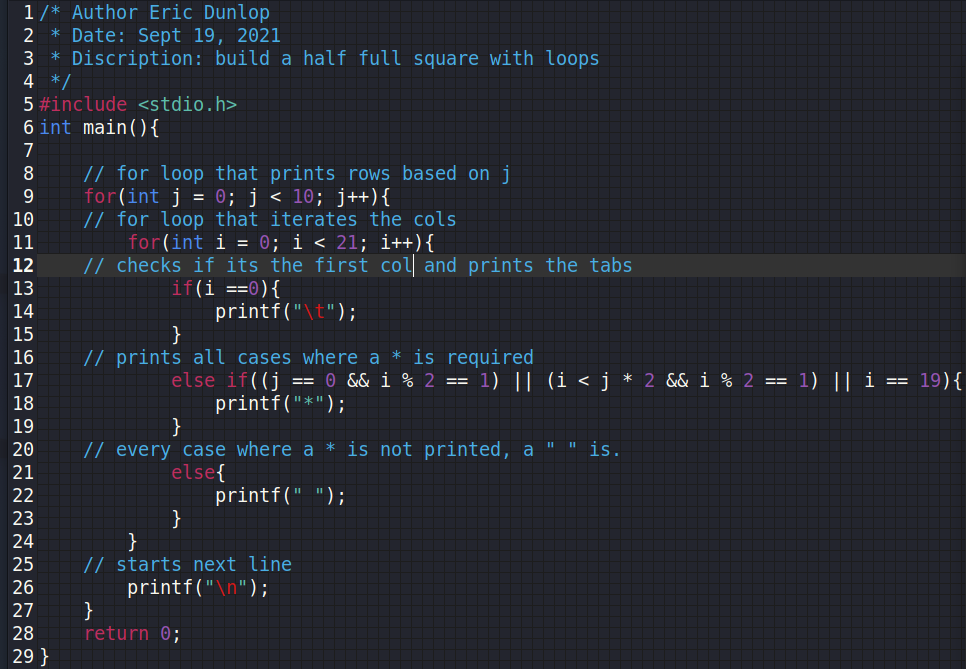 1 /* Author Eric Dunlop
2  * Date: Sept 19, 2021
3  * Discription: build a half full square with loops
4  */
5 #include <stdio.h>
6 int main(){
7
8     // for loop that prints rows based on j
9     for(int j = 0; j < 10; j++){
10     // for loop that iterates the cols
11         for(int i = 0; i < 21; i++){
12     // checks if its the first col and prints the tabs
13             if(i ==0){
14                 printf("\t");
15             }
16     // prints all cases where a * is required
17             else if((j == 0 && i % 2 == 1) || (i < j * 2 && i % 2 == 1) || i == 19){
18                 printf("*");
19             }
20     // every case where a * is not printed, a " " is.
21             else{
22                 printf(" ");
23             }
24         }
25     // starts next line
26         printf("\n");
27     }
28     return 0;
29 }